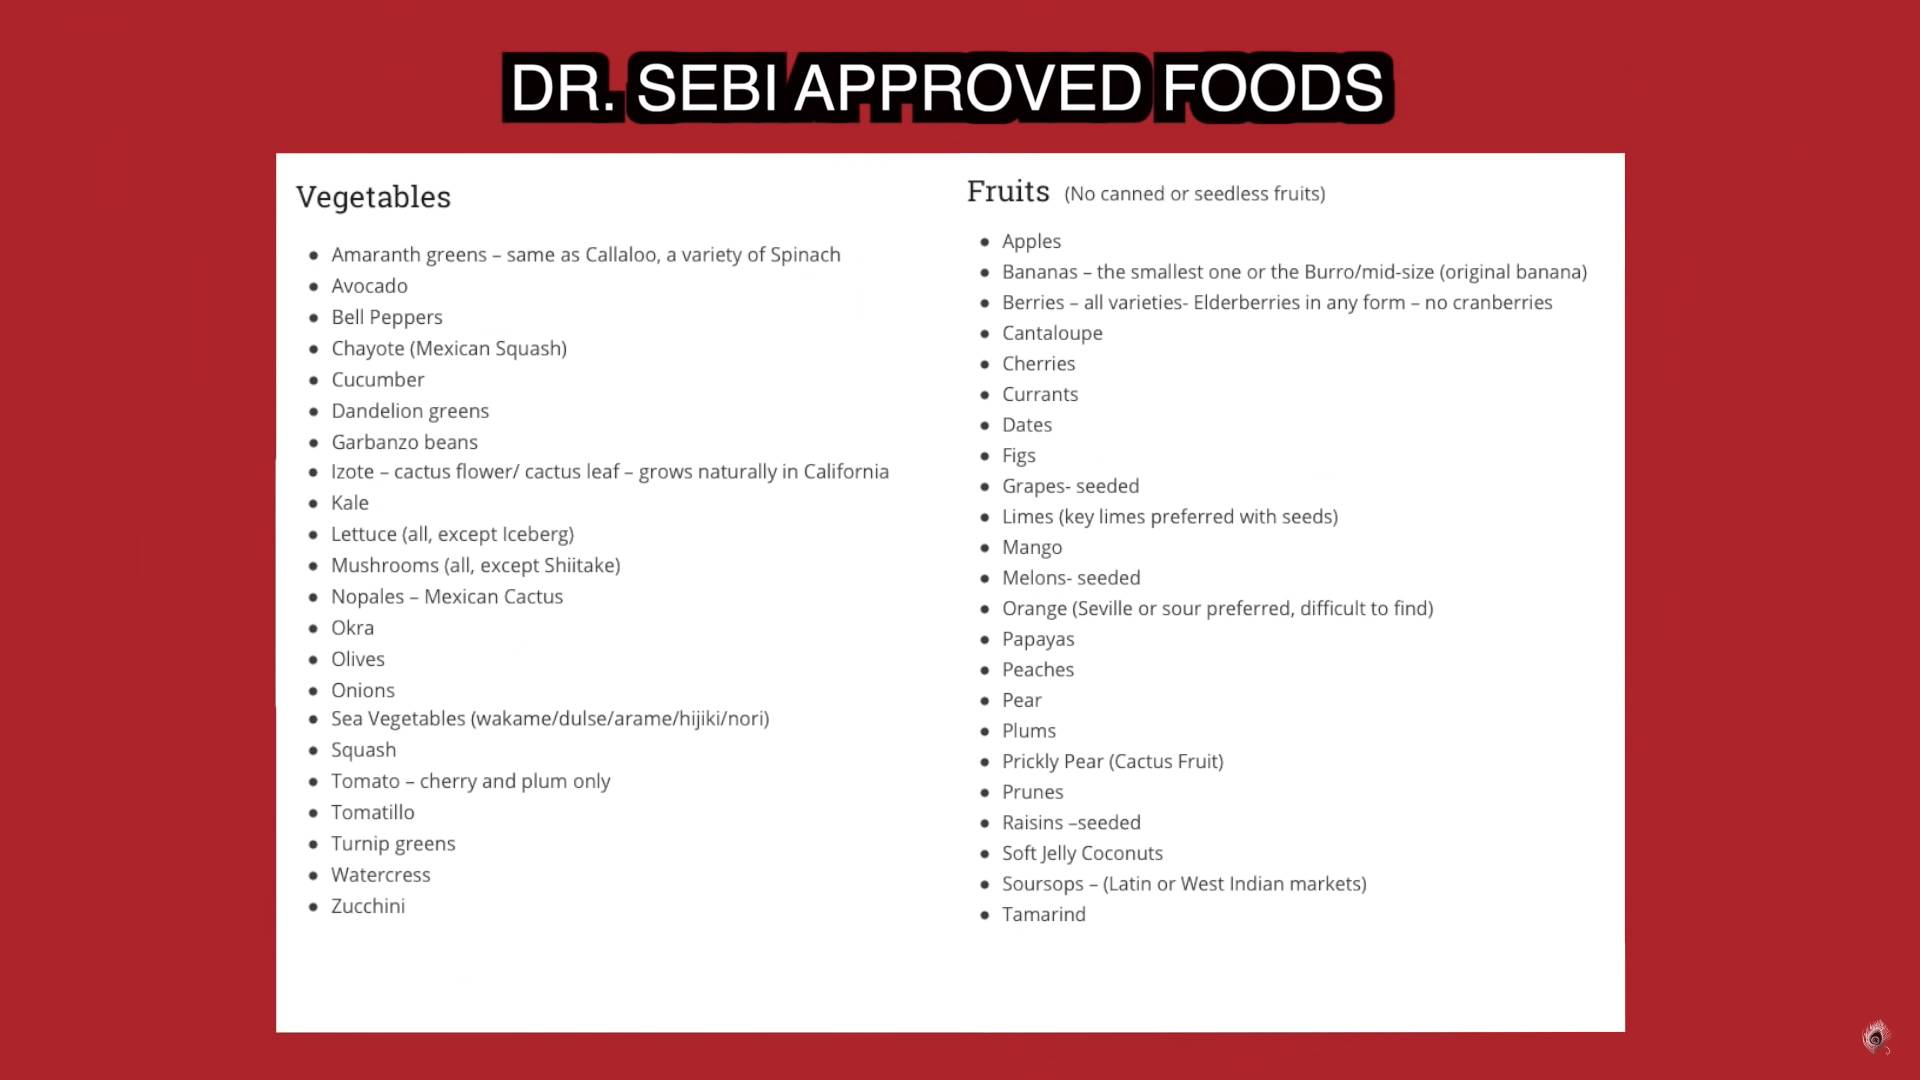 DR. SEBI APPROVED FOODS
Vegetables
Amaranth greens – same as Callaloo, a variety of Spinach
Avocado
Bell Peppers
Chayote (Mexican Squash)
Cucumber
Dandelion greens
Garbanzo beans
Izote – cactus flower/ cactus leaf – grows naturally in California
Kale
Lettuce (all, except Iceberg)
Mushrooms (all, except Shiitake)
Nopales – Mexican Cactus
Okra
Olives
Onions
Sea Vegetables (wakame/dulse/arame/hijiki/nori)
Squash
Tomato – cherry and plum only
Tomatillo
Turnip greens
Watercress
Zucchini
Fruits (No canned or seedless fruits)
Apples
Bananas – the smallest one or the Burro/mid-size (original banana)
Berries – all varieties- Elderberries in any form – no cranberries
Cantaloupe
Cherries
Currants
Dates
Figs
Grapes- seeded
Limes (key limes preferred with seeds)
Mango
Melons- seeded
Orange (Seville or sour preferred, difficult to find)
Papayas
Peaches
Pear
Plums
Prickly Pear (Cactus Fruit)
Prunes
Raisins –seeded
Soft Jelly Coconuts
Soursops – (Latin or West Indian markets)
Tamarind